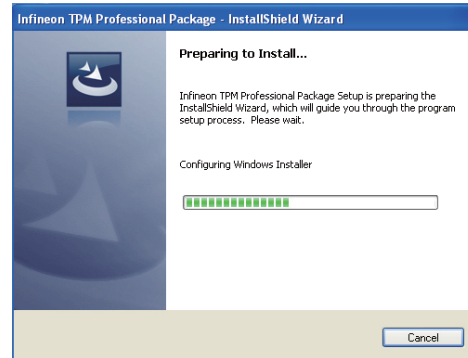 Infineon TPM Professional Package - InstallShield Wizard
Preparing to Install...
Infineon TPM Professional Package Setup is preparing the
InstallShield Wizard, which will guide you through the program
setup process. Please wait.
Configuring Windows Installer
Cancel